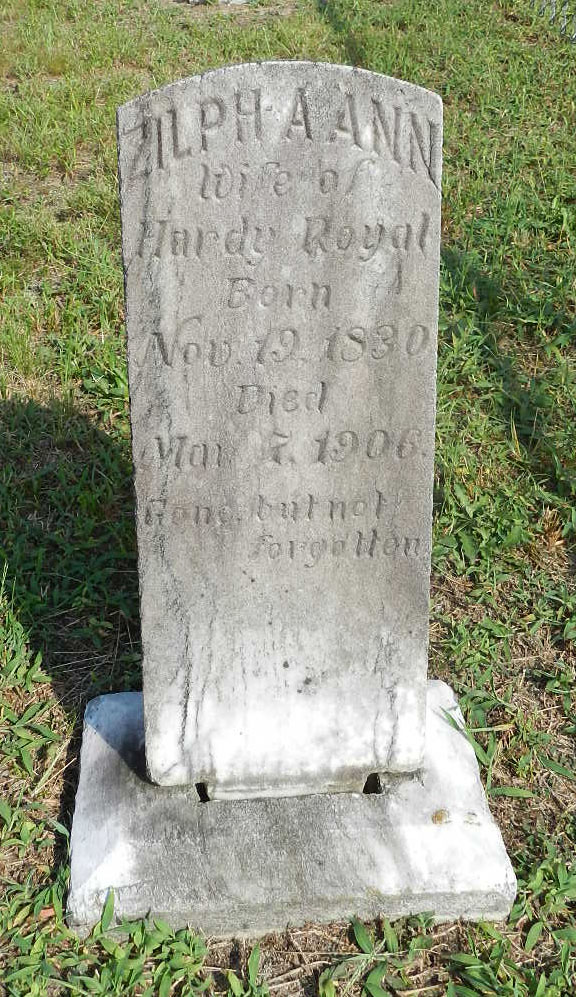 ZILPHA ANN
Wife of
Hardy Royal
Born
Nov. 19. 1830
Died
Mar 7. 1906.
Gone, but not
forgotten